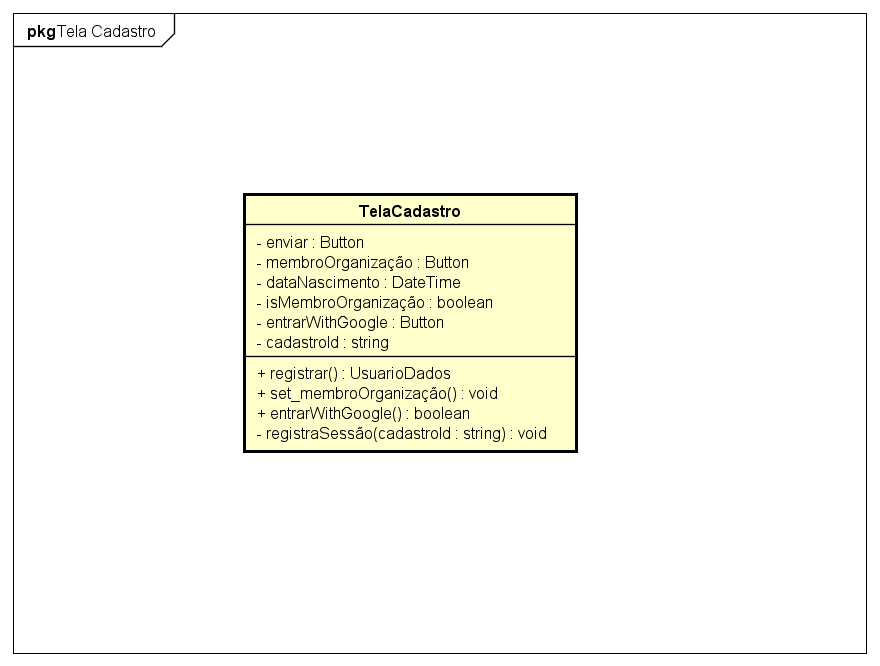 pkgTela Cadastro
TelaCadastro
- enviar : Button
- membroOrganização : Button
- dataNascimento : DateTime
- isMembroOrganização : boolean
- entrarWithGoogle : Button
- cadastroId : string
+ registrar() : UsuarioDados
+ set_membroOrganização() : void
+ entrarWithGoogle() : boolean
- registraSessão(cadastroId : string) : void